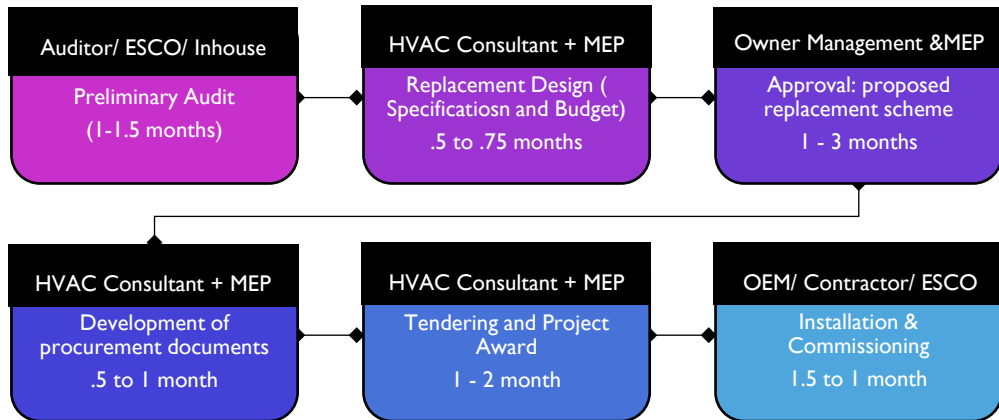 Auditor/ ESCO/ Inhouse
Preliminary Audit
(1-1.5 months)
HVAC Consultant + MEP
Replacement Design (
Specificatiosn and Budget)
.5 to .75 months
Owner Management &MEP
Approval: proposed
replacement scheme
1 - 3 months
HVAC Consultant + MEP
Development of
procurement documents
.5 to 1 month
HVAC Consultant + MEP
Tendering and Project
Award
1 - 2 month
OEM/ Contractor/ ESCO
Installation &
Commissioning
1.5 to 1 month